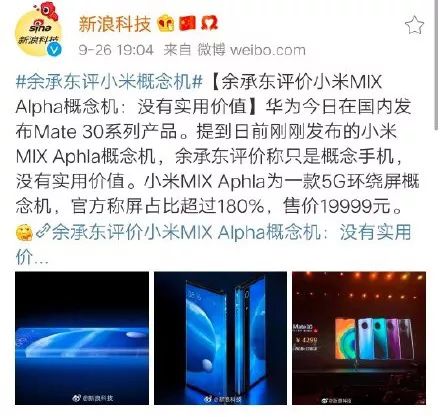 sina
新浪科技
新浪科技
9-26 19:04 来自 微博 weibo.com
#余承东评小米概念机#【余承东评价小米MIX
Alpha概念机：没有实用价值】华为今日在国内发
布Mate 30系列产品。提到日前刚刚发布的小米
MIX Aphla概念机，余承东评价称只是概念手机，
没有实用价值。小米MIX Aphla为一款5G环绕屏概
念机，官方称屏占比超过180%，售价19999元。
余承东评价小米MIX Alpha概念机：没有实用价
值...
@新浪科技
@新浪科技
Mate30
¥4299
@新浪科技